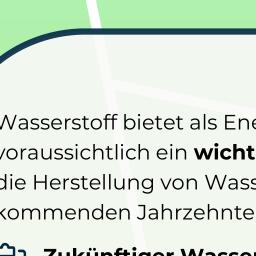 Wasserstoff bietet als Ene
voraussichtlich ein wicht
die Herstellung von Wass
kommenden Jahrzehnte
Zukünftiger Wasser